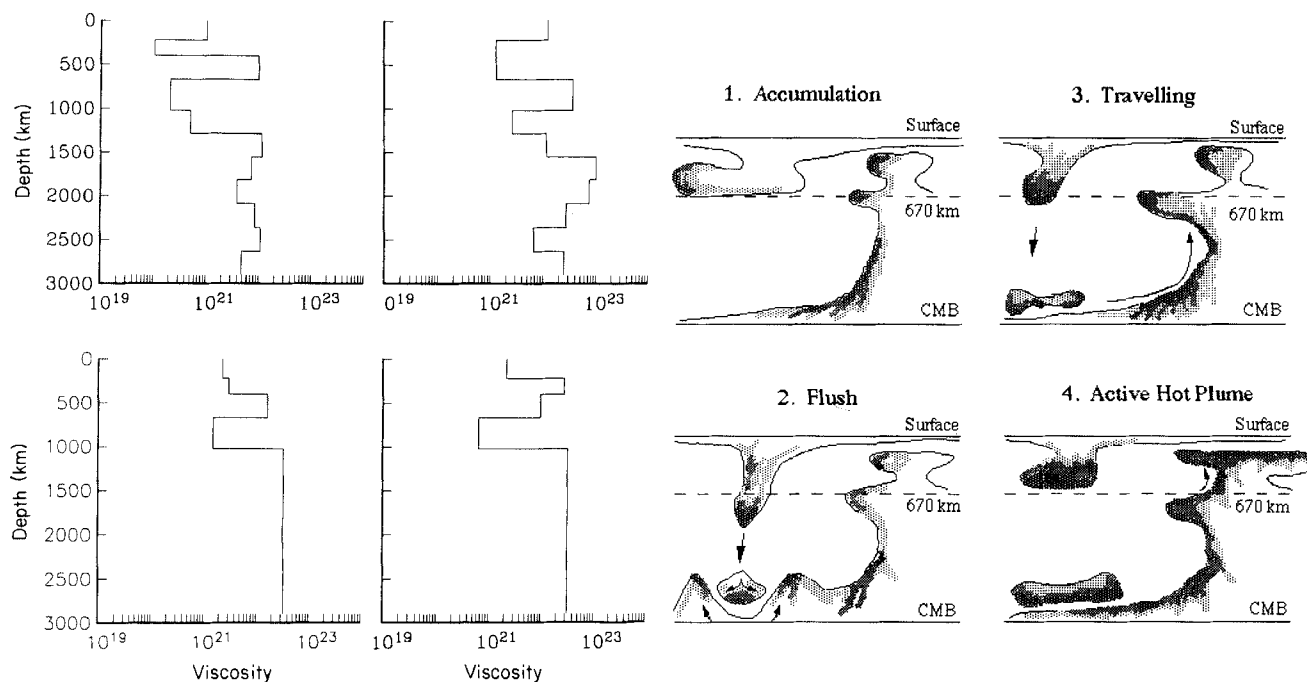 0
500
1000
1500
2000
2500
3000
Depth (km)
10^19
10^21
10^23
0^19
10^21
10^23
0
500
1000
1500
2000
2500
3000
Depth (km)
10^19
10^21
10^23
Viscosity
10^19
10^21
10^23
Viscosity
1. Accumulation
Surface
670 km
CMB
3. Travelling
Surface
670 km
CMB
2. Flush
Surface
670 km
CMB
4. Active Hot Plume
Surface
670 km
CMB